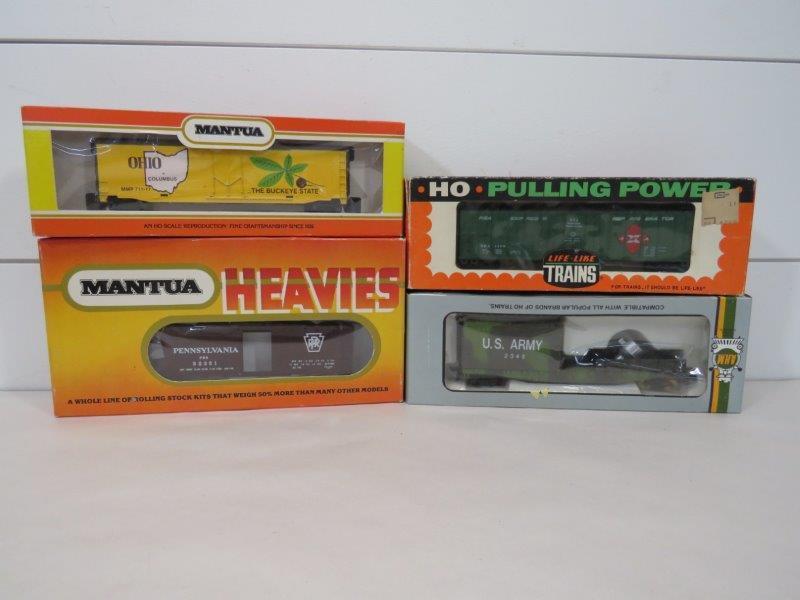 MANTUA
OHIO
COLUMBUS
THE BUCKEYE STATE
AN HO SCALE REPRODUCTION: FINE CRAFTSMANSHIP SINCE 1926
MANTUA HEAVIES
PENNSYLVANIA
PRR
A WHOLE LINE OF ROLLING STOCK KITS THAT WEIGH 50% MORE THAN MANY OTHER MODELS
• HO • PULLING POWER
LIFE-LIKE
TRAINS
FOR TRAINS, IT SHOULD BE LIFE-LIKE
COMPATIBLE WITH ALL POPULAR BRANDS OF HO TRAINS.
U.S. ARMY
AHM